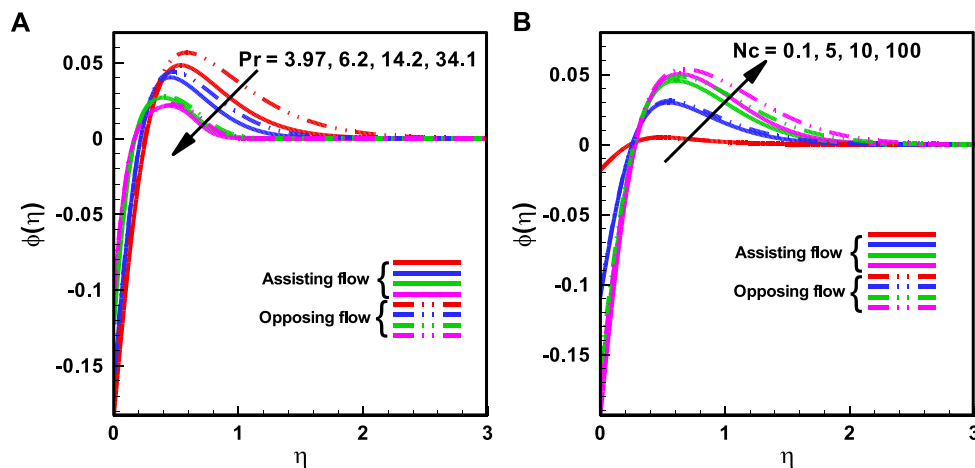 A
Pr = 3.97, 6.2, 14.2, 34.1
ϕ(η)
0.05
0
-0.05
-0.1
-0.15
Assisting flow {
Opposing flow {
0 1 2 3
η
B
Nc = 0.1, 5, 10, 100
ϕ(η)
0.05
0
-0.05
-0.1
-0.15
Assisting flow {
Opposing flow {
0 1 2 3
η